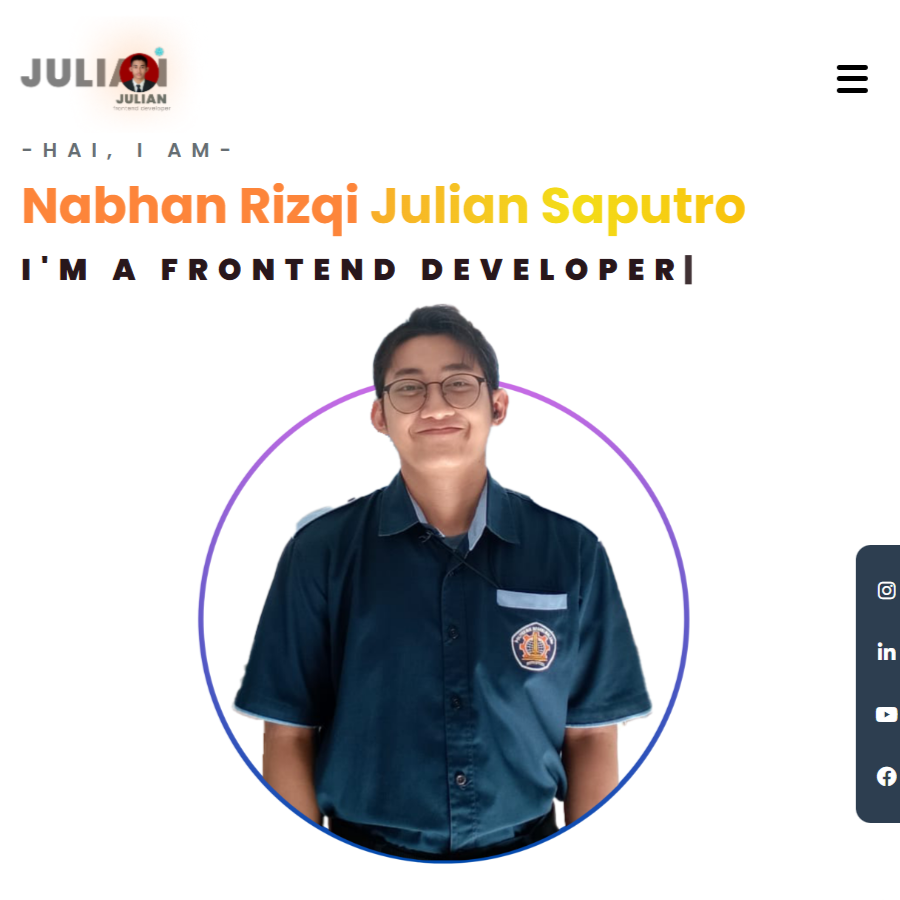 JULIAN
JULIAN
frontend developer
-HAI, I AM-
Nabhan Rizqi Julian Saputro
I'M A FRONTEND DEVELOPER